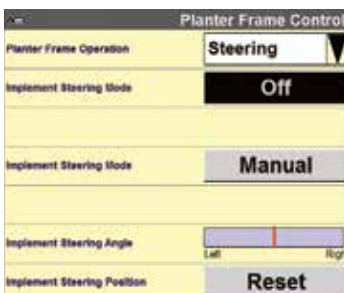 Planter Frame Control
Planter Frame Operation
Steering
Implement Steering Mode
Off
Implement Steering Mode
Manual
Implement Steering Angle
Left
Right
Implement Steering Position
Reset